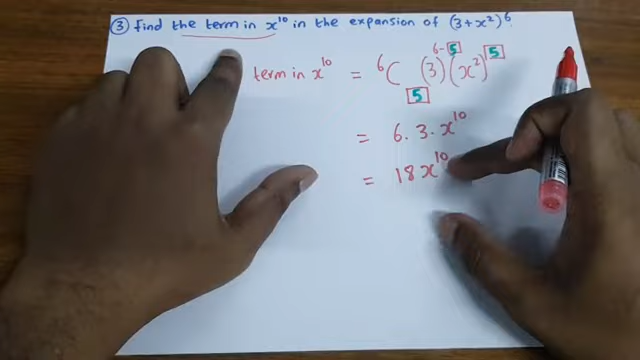 ③ find the term in x¹⁰ in the expansion of (3+x²)⁶.
term in x¹⁰ = ⁶C₅ (3)⁶⁻⁵ (x²)⁵
= 6 . 3 . x¹⁰
= 18x¹⁰